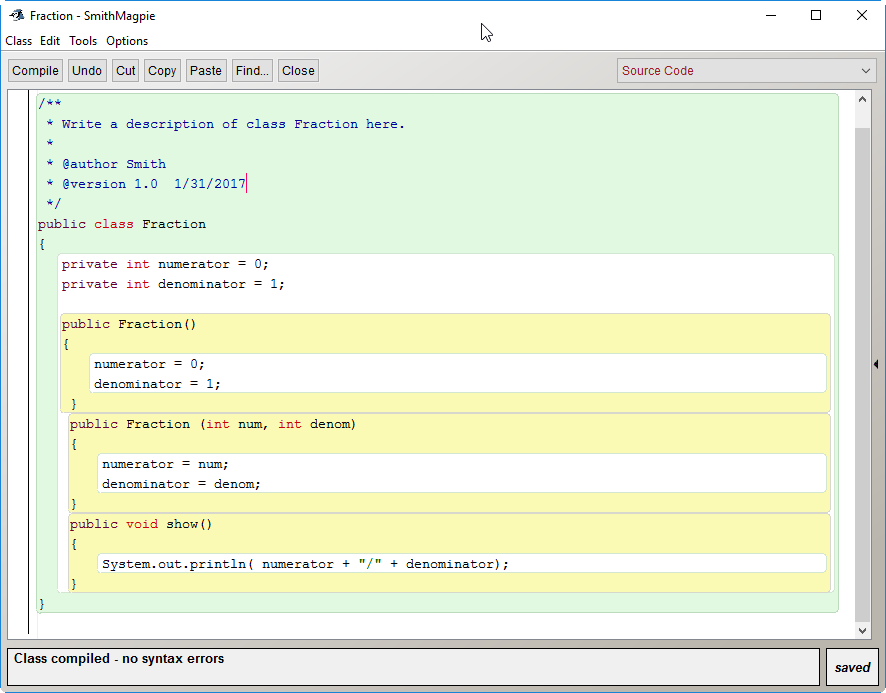 Fraction - SmithMagpie
Class Edit Tools Options
Compile Undo Cut Copy Paste Find... Close Source Code
/**
 * Write a description of class Fraction here.
 *
 * @author Smith
 * @version 1.0  1/31/2017
 */
public class Fraction
{
   private int numerator = 0;
   private int denominator = 1;

   public Fraction()
   {
       numerator = 0;
       denominator = 1;
    }
    public Fraction (int num, int denom)
    {
        numerator = num;
        denominator = denom;
    }
    public void show()
    {
        System.out.println( numerator + "/" + denominator);
    }
}
Class compiled - no syntax errors
saved